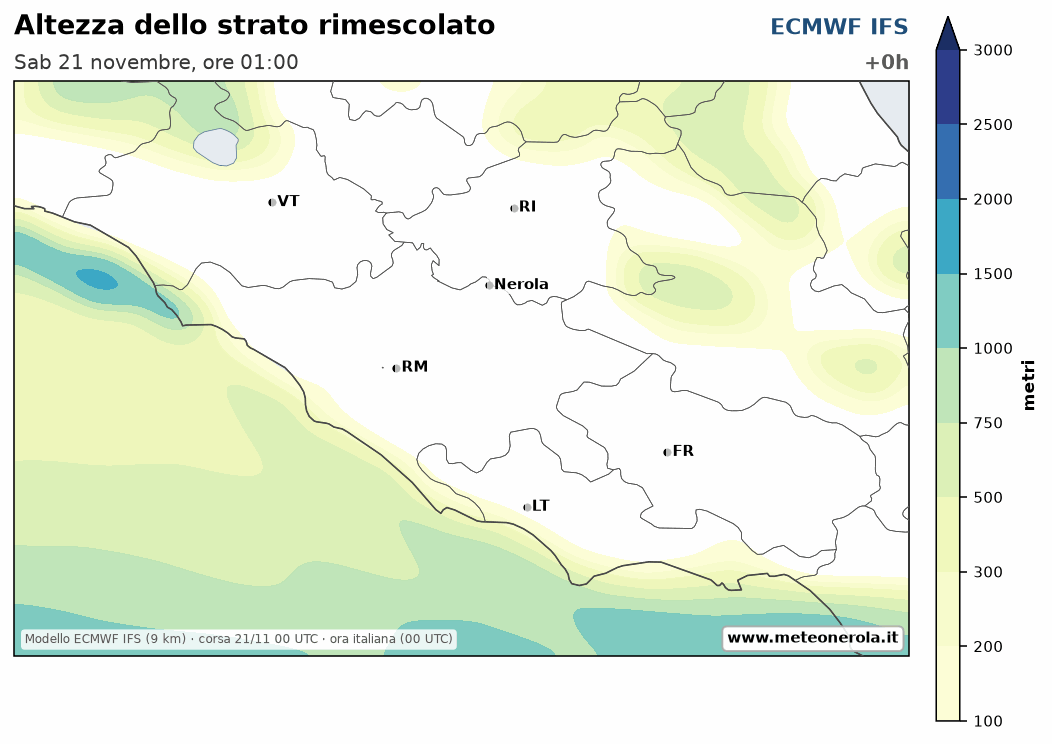 Altezza dello strato rimescolato
ECMWF IFS
Sab 21 novembre, ore 01:00
+0h
3000
2500
2000
1500
1000
750
500
300
200
100
metri
VT
RI
Nerola
RM
FR
LT
Modello ECMWF IFS (9 km) · corsa 21/11 00 UTC · ora italiana (00 UTC)
www.meteonerola.it